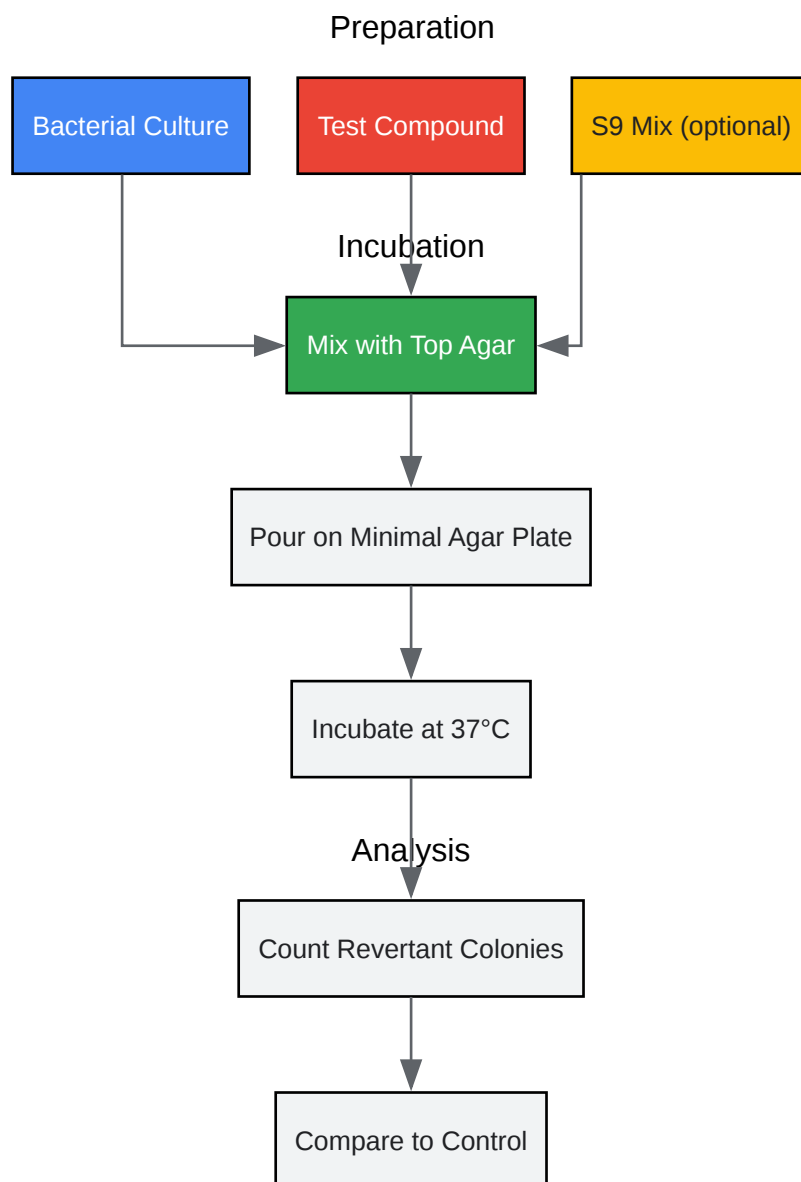 Preparation
Bacterial Culture
Test Compound
S9 Mix (optional)
Incubation
Mix with Top Agar
Pour on Minimal Agar Plate
Incubate at 37°C
Analysis
Count Revertant Colonies
Compare to Control